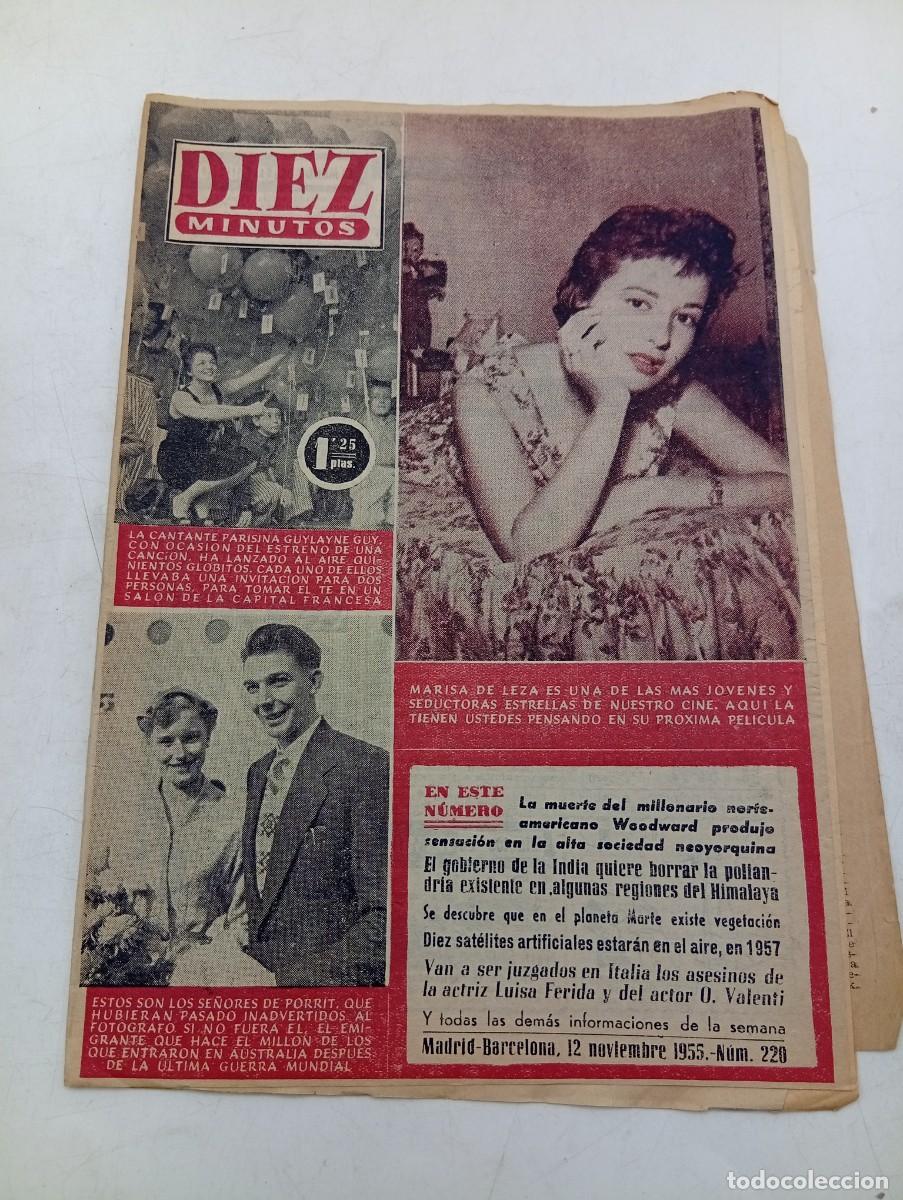 DIEZ
MINUTOS
1'25
ptas.
LA CANTANTE PARISINA GUYLAYNE GUY,
CON OCASION DEL ESTRENO DE UNA
CANCION, HA LANZADO AL AIRE QUI-
NIENTOS GLOBITOS. CADA UNO DE ELLOS
LLEVABA UNA INVITACION PARA DOS
PERSONAS, PARA TOMAR EL TE EN UN
SALON DE LA CAPITAL FRANCESA
MARISA DE LEZA ES UNA DE LAS MAS JOVENES Y
SEDUCTORAS ESTRELLAS DE NUESTRO CINE. AQUI LA
TIENEN USTEDES PENSANDO EN SU PROXIMA PELICULA
ESTOS SON LOS SEÑORES DE PORRIT, QUE
HUBIERAN PASADO INADVERTIDOS AL
FOTOGRAFO SI NO FUERA EL, EL EMI-
GRANTE QUE HACE EL MILLON DE LOS
QUE ENTRARON EN AUSTRALIA DESPUES
DE LA ULTIMA GUERRA MUNDIAL
EN ESTE
NÚMERO
La muerte del millonario norte-
americano Woodward produjo
sensación en la alta sociedad neoyorquina
El gobierno de la India quiere borrar la polian-
dría existente en algunas regiones del Himalaya
Se descubre que en el planeta Marte existe vegetación
Diez satélites artificiales estarán en el aire, en 1957
Van a ser juzgados en Italia los asesinos de
la actriz Luisa Ferida y del actor O. Valenti
Y todas las demás informaciones de la semana
Madrid-Barcelona, 12 noviembre 1955.-Núm. 220
todocoleccion